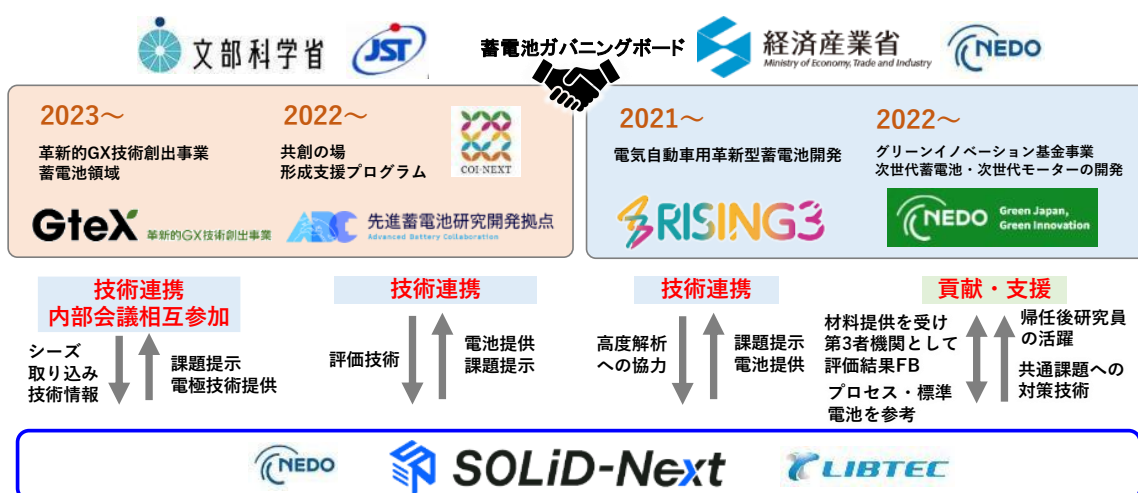 文部科学省
JST
蓄電池ガバニングボード
経済産業省
Ministry of Economy, Trade and Industry
NEDO
2023～
革新的GX技術創出事業
蓄電池領域
GteX
革新的GX技術創出事業
2022～
共創の場
形成支援プログラム
COI-NEXT
ABC
先進蓄電池研究開発拠点
Advanced Battery Collaboration
2021～
電気自動車用革新型蓄電池開発
RISING3
2022～
グリーンイノベーション基金事業
次世代蓄電池・次世代モーターの開発
NEDO
Green Japan,
Green Innovation
技術連携
内部会議相互参加
シーズ
取り込み
技術情報
課題提示
電極技術提供
技術連携
評価技術
電池提供
課題提示
技術連携
高度解析
への協力
課題提示
電池提供
貢献・支援
材料提供を受け
第3者機関として
評価結果FB
プロセス・標準
電池を参考
帰任後研究員
の活躍
共通課題への
対策技術
NEDO
SOLiD-Next
LIBTEC